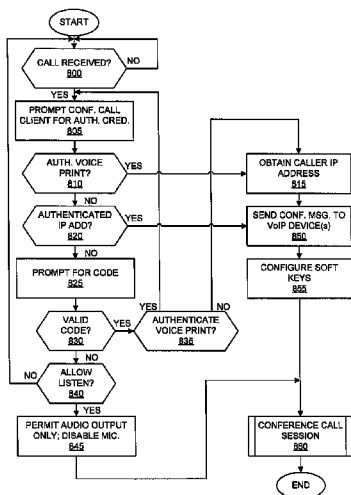 START
CALL RECEIVED?
800
NO
YES
PROMPT CONF. CALL
CLIENT FOR AUTH. CRED.
805
AUTH. VOICE
PRINT?
810
YES
OBTAIN CALLER IP
ADDRESS
815
NO
AUTHENTICATED
IP ADD?
820
YES
SEND CONF. MSG. TO
VoIP DEVICE(s)
850
NO
PROMPT FOR CODE
825
CONFIGURE SOFT
KEYS
855
YES
NO
VALID
CODE?
830
YES
AUTHENTICATE
VOICE PRINT?
835
NO
NO
ALLOW
LISTEN?
840
YES
PERMIT AUDIO OUTPUT
ONLY; DISABLE MIC.
845
CONFERENCE CALL
SESSION
860
END